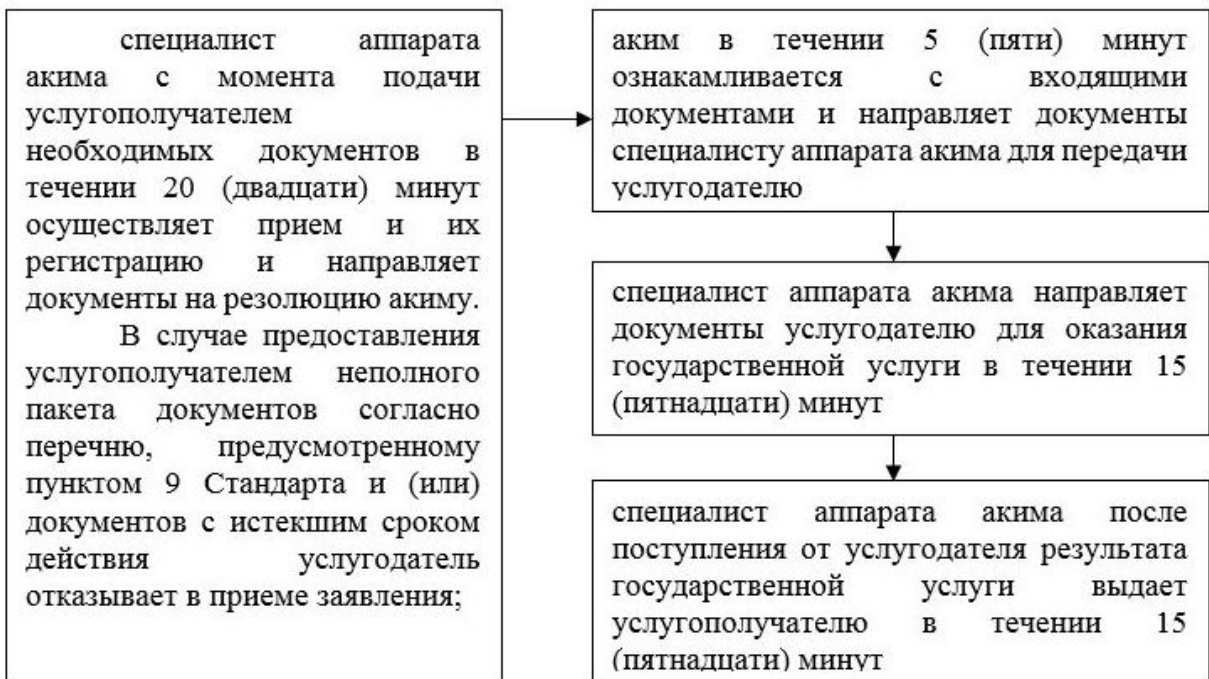 специалист аппарата
акима с момента подачи
услугополучателем
необходимых документов в
течении 20 (двадцати) минут
осуществляет прием и их
регистрацию и направляет
документы на резолюцию акиму.
В случае предоставления
услугополучателем неполного
пакета документов согласно
перечню, предусмотренному
пунктом 9 Стандарта и (или)
документов с истекшим сроком
действия услугодатель
отказывает в приеме заявления;
аким в течении 5 (пяти) минут
ознакамливается с входящими
документами и направляет документы
специалисту аппарата акима для передачи
услугодателю
специалист аппарата акима направляет
документы услугодателю для оказания
государственной услуги в течении 15
(пятнадцати) минут
специалист аппарата акима после
поступления от услугодателя результата
государственной услуги выдает
услугополучателю в течении 15
(пятнадцати) минут